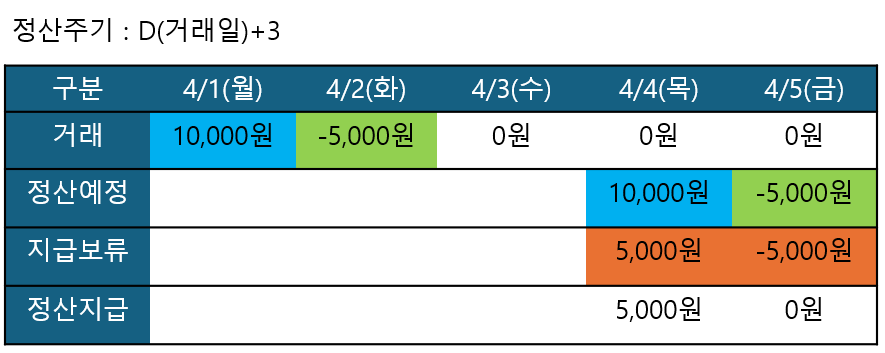 정산주기 : D(거래일)+3
구분 4/1(월) 4/2(화) 4/3(수) 4/4(목) 4/5(금)
거래 10,000원 -5,000원 0원 0원 0원
정산예정 10,000원 -5,000원
지급보류 5,000원 -5,000원
정산지급 5,000원 0원